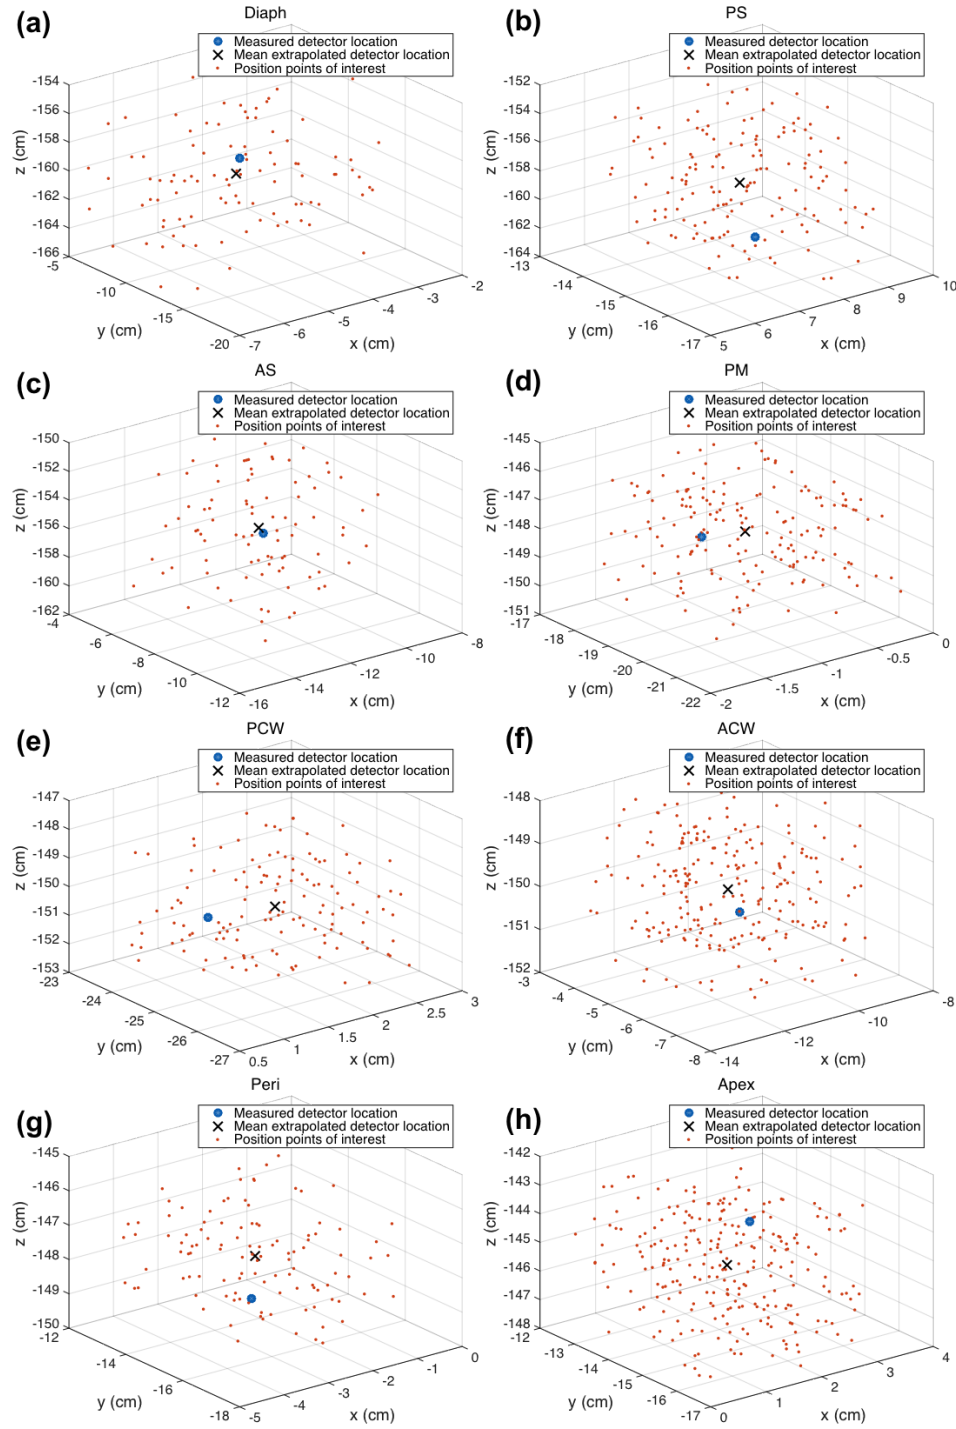 (a)
Diaph
Measured detector location
Mean extrapolated detector location
Position points of interest
-154
-156
-158
-160
-162
-164
-166
z (cm)
-5
-10
-15
-20
y (cm)
-7
-6
-5
-4
-3
-2
x (cm)
(b)
PS
Measured detector location
Mean extrapolated detector location
Position points of interest
-152
-154
-156
-158
-160
-162
-164
z (cm)
-13
-14
-15
-16
-17
y (cm)
5
6
7
8
9
10
x (cm)
(c)
AS
Measured detector location
Mean extrapolated detector location
Position points of interest
-150
-152
-154
-156
-158
-160
-162
z (cm)
-4
-6
-8
-10
-12
y (cm)
-16
-14
-12
-10
-8
x (cm)
(d)
PM
Measured detector location
Mean extrapolated detector location
Position points of interest
-145
-146
-147
-148
-149
-150
-151
z (cm)
-17
-18
-19
-20
-21
-22
y (cm)
-2
-1.5
-1
-0.5
0
x (cm)
(e)
PCW
Measured detector location
Mean extrapolated detector location
Position points of interest
-147
-148
-149
-150
-151
-152
-153
z (cm)
-23
-24
-25
-26
-27
y (cm)
0.5
1
1.5
2
2.5
3
x (cm)
(f)
ACW
Measured detector location
Mean extrapolated detector location
Position points of interest
-148
-149
-150
-151
-152
z (cm)
-3
-4
-5
-6
-7
-8
y (cm)
-14
-12
-10
-8
x (cm)
(g)
Peri
Measured detector location
Mean extrapolated detector location
Position points of interest
-145
-146
-147
-148
-149
-150
z (cm)
-12
-14
-16
-18
y (cm)
-5
-4
-3
-2
-1
0
x (cm)
(h)
Apex
Measured detector location
Mean extrapolated detector location
Position points of interest
-142
-143
-144
-145
-146
-147
-148
z (cm)
-12
-13
-14
-15
-16
-17
y (cm)
0
1
2
3
4
x (cm)